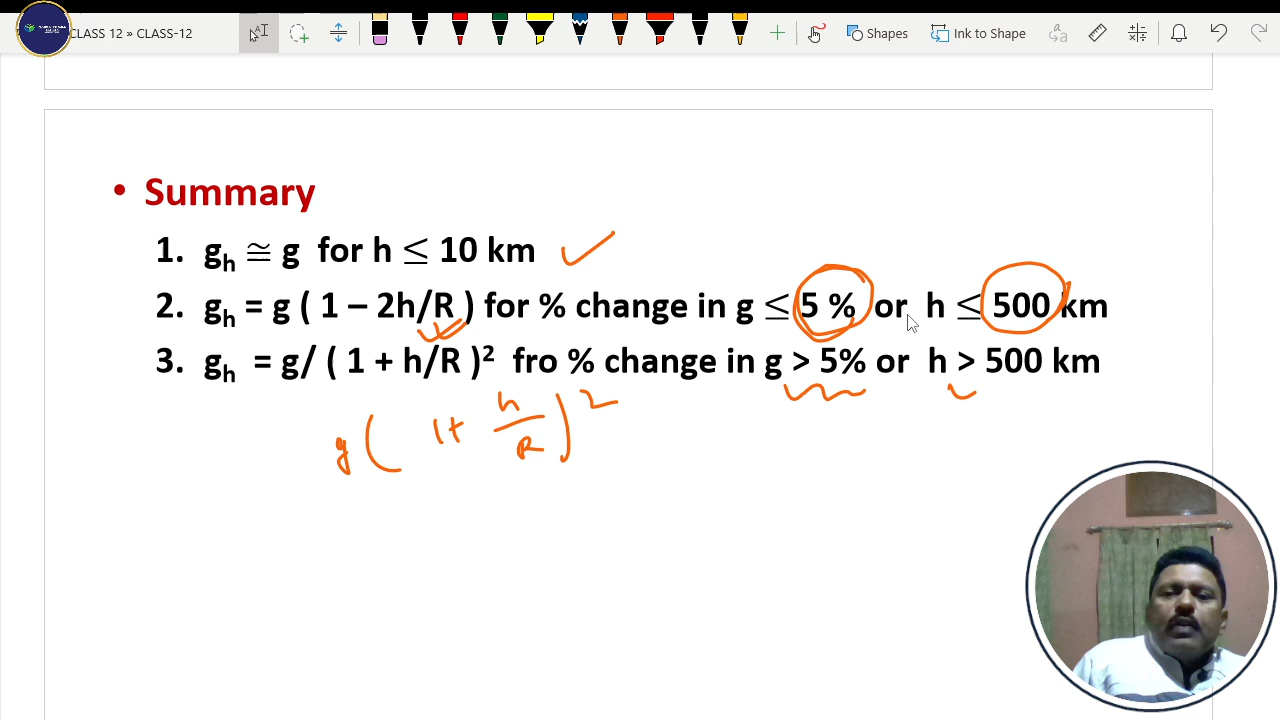 CLASS 12 » CLASS-12
Shapes
Ink to Shape
• Summary
1. gₕ ≅ g for h ≤ 10 km
2. gₕ = g ( 1 – 2h/R ) for % change in g ≤ 5 % or h ≤ 500 km
3. gₕ = g/ ( 1 + h/R )² fro % change in g > 5% or h > 500 km
g ( 1+ h/R )²